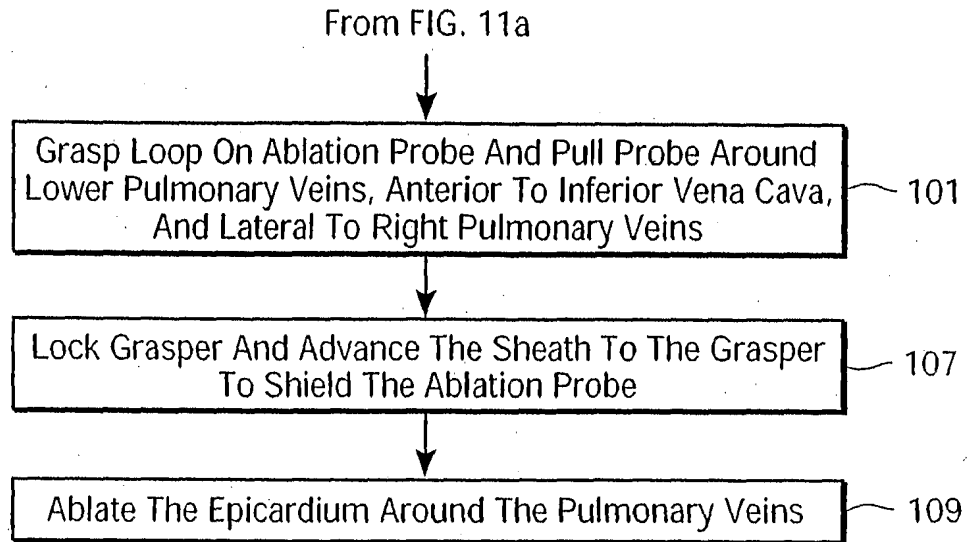 From FIG. 11a
Grasp Loop On Ablation Probe And Pull Probe Around
Lower Pulmonary Veins, Anterior To Inferior Vena Cava,
And Lateral To Right Pulmonary Veins
101
Lock Grasper And Advance The Sheath To The Grasper
To Shield The Ablation Probe
107
Ablate The Epicardium Around The Pulmonary Veins
109